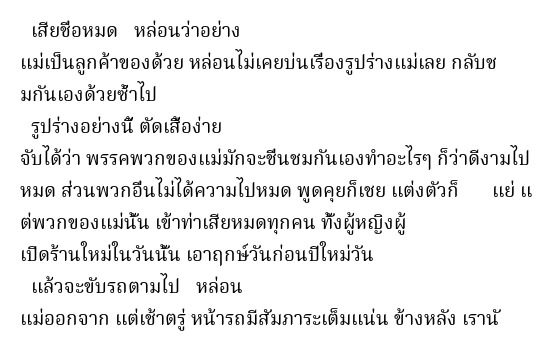 เสียชื่อหมด หล่อนว่าอย่าง
แม่เป็นลูกค้าของด้วย หล่อนไม่เคยบ่นเรื่องรูปร่างแม่เลย กลับช
มกันเองด้วยซ้ำไป
รูปร่างอย่างนี้ ตัดเสื้อง่าย
จับได้ว่า พรรคพวกของแม่มักจะชื่นชมกันเองทำอะไรๆ ก็ว่าดีงามไป
หมด ส่วนพวกอื่นไม่ได้ความไปหมด พูดคุยก็เชย แต่งตัวก็ แย่ แ
ต่พวกของแม่นั้น เข้าท่าเสียหมดทุกคน ทั้งผู้หญิงผู้
เปิดร้านใหม่ในวันนั้น เอาฤกษ์วันก่อนปีใหม่วัน
แล้วจะขับรถตามไป หล่อน
แม่ออกจาก แต่เช้าตรู่ หน้ารถมีสัมภาระเต็มแน่น ข้างหลัง เรานั